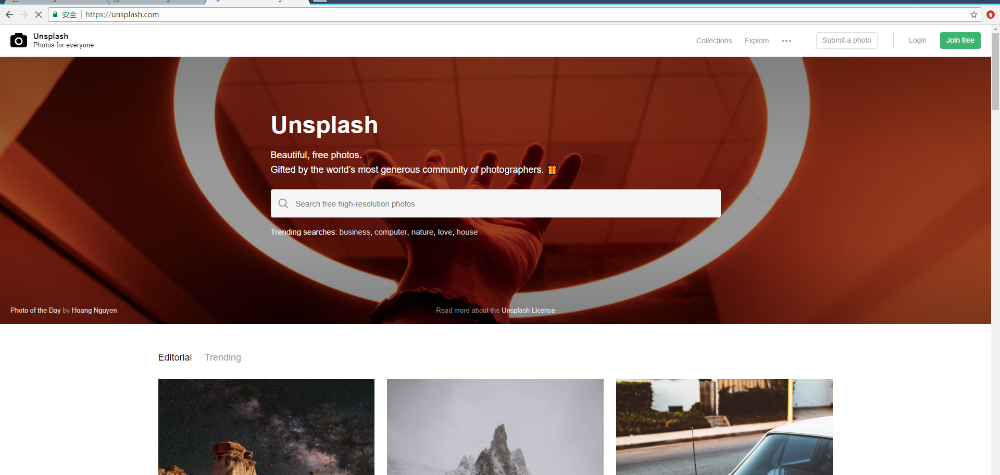 安全 https://unsplash.com
Unsplash
Photos for everyone
Collections Explore Submit a photo Login Join free
Unsplash
Beautiful, free photos.
Gifted by the world’s most generous community of photographers.
Search free high-resolution photos
Trending searches: business, computer, nature, love, house
Photo of the Day by Hoang Nguyen
Read more about the Unsplash License
Editorial Trending